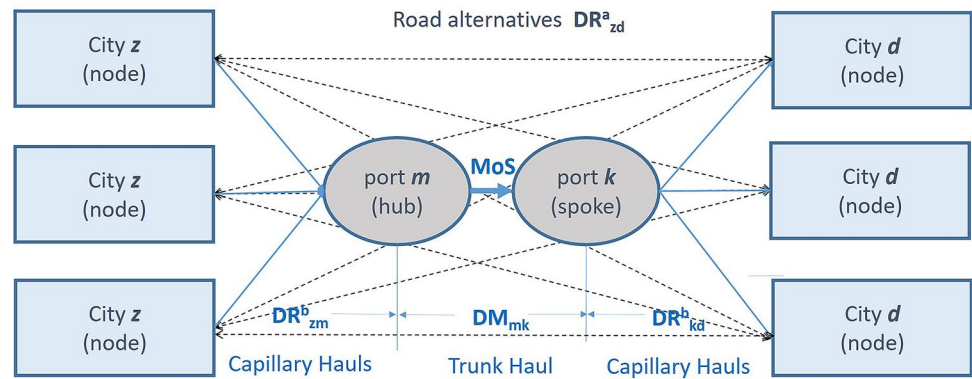 Road alternatives DRᵃzd
City z
(node)
City d
(node)
City z
(node)
port m
(hub)
MoS
port k
(spoke)
City d
(node)
City z
(node)
DRᵇzm
DMmk
DRᵇkd
City d
(node)
Capillary Hauls
Trunk Haul
Capillary Hauls